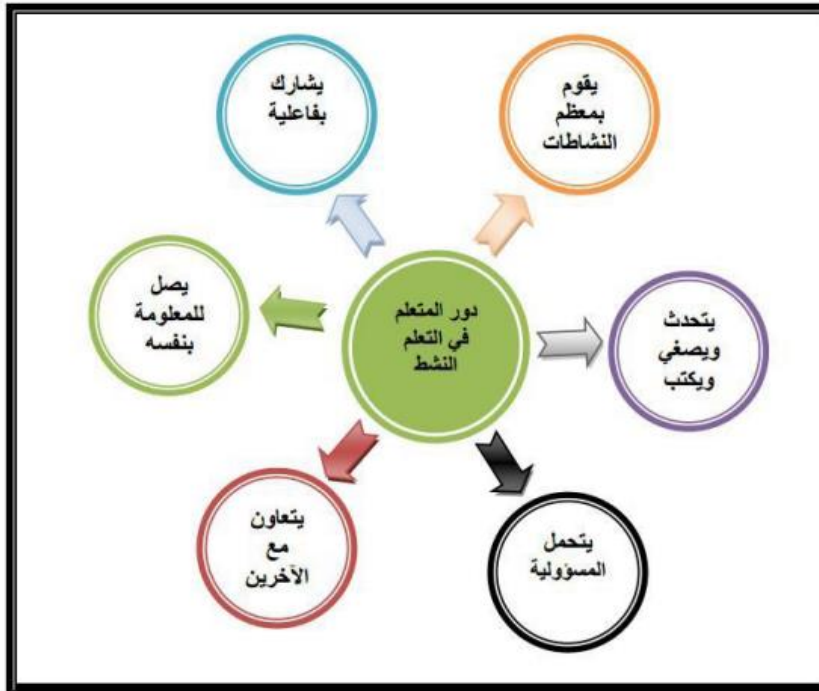 دور المتعلم
في التعلم
النشط
يقوم
بمعظم
النشاطات
يتحدث
ويصغي
ويكتب
يتحمل
المسؤولية
يتعاون
مع
الآخرين
يصل
للمعلومة
بنفسه
يشارك
بفاعلية